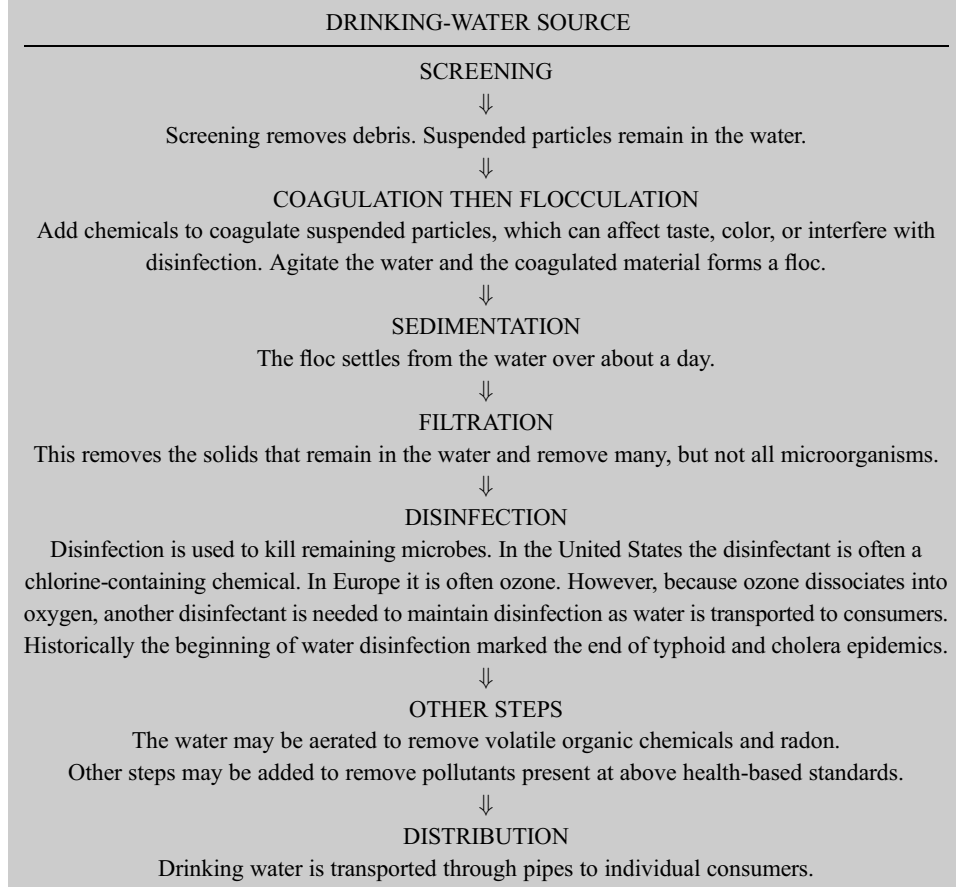 DRINKING-WATER SOURCE
SCREENING
⇓
Screening removes debris. Suspended particles remain in the water.
⇓
COAGULATION THEN FLOCCULATION
Add chemicals to coagulate suspended particles, which can affect taste, color, or interfere with
disinfection. Agitate the water and the coagulated material forms a floc.
⇓
SEDIMENTATION
The floc settles from the water over about a day.
⇓
FILTRATION
This removes the solids that remain in the water and remove many, but not all microorganisms.
⇓
DISINFECTION
Disinfection is used to kill remaining microbes. In the United States the disinfectant is often a
chlorine-containing chemical. In Europe it is often ozone. However, because ozone dissociates into
oxygen, another disinfectant is needed to maintain disinfection as water is transported to consumers.
Historically the beginning of water disinfection marked the end of typhoid and cholera epidemics.
⇓
OTHER STEPS
The water may be aerated to remove volatile organic chemicals and radon.
Other steps may be added to remove pollutants present at above health-based standards.
⇓
DISTRIBUTION
Drinking water is transported through pipes to individual consumers.